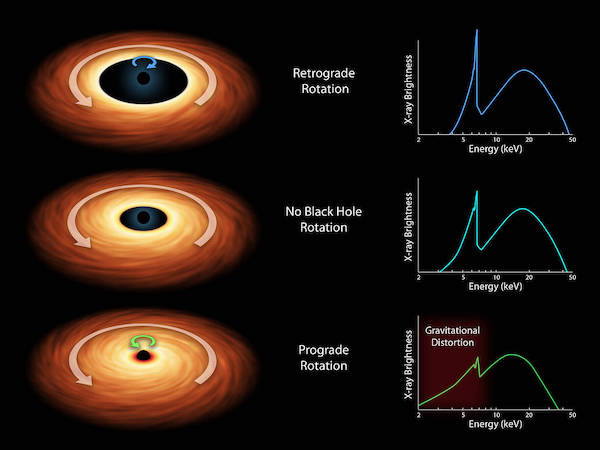 Retrograde
Rotation
X-ray Brightness
2 5 10 20 50
Energy (keV)
No Black Hole
Rotation
X-ray Brightness
2 5 10 20 50
Energy (keV)
Prograde
Rotation
Gravitational
Distortion
X-ray Brightness
2 5 10 20 50
Energy (keV)